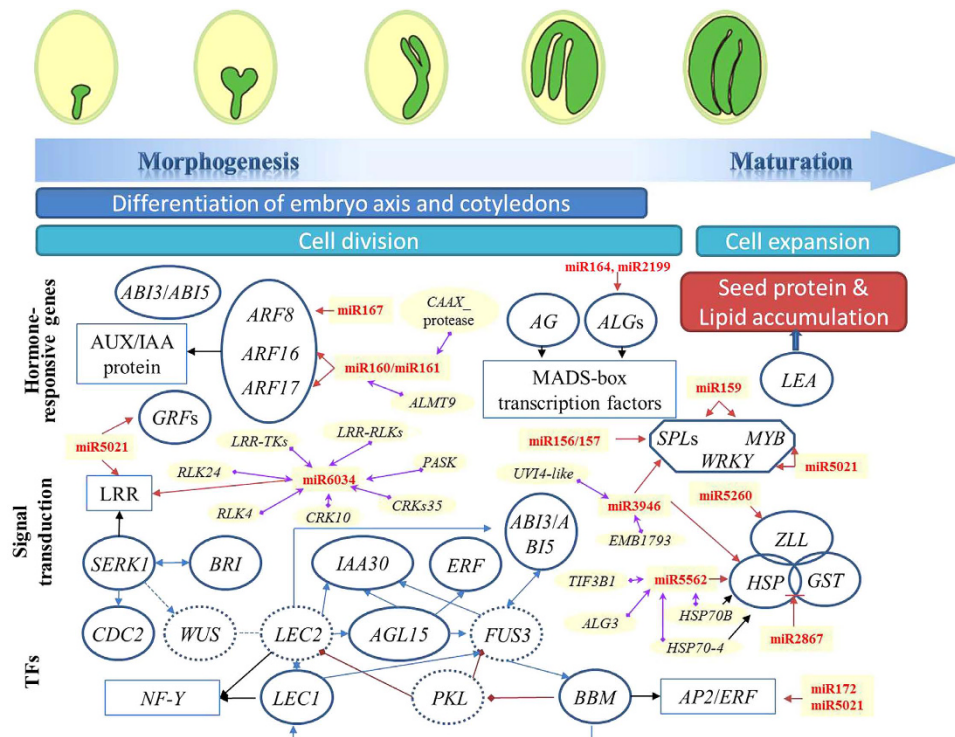 Morphogenesis
Maturation
Differentiation of embryo axis and cotyledons
Cell division
Cell expansion
Seed protein &
Lipid accumulation
Hormone-
responsive genes
ABI3/ABI5
AUX/IAA
protein
ARF8
ARF16
ARF17
miR167
CAAX_
protease
miR160/miR161
ALMT9
miR164, miR2199
AG
ALGs
MADS-box
transcription factors
LEA
GRFs
miR5021
miR159
miR156/157
SPLs
MYB
WRKY
miR5021
Signal
transduction
LRR
LRR-TKs
LRR-RLKs
RLK24
miR6034
PASK
RLK4
CRK10
CRKs35
UVI4-like
miR3946
EMB1793
miR5260
ZLL
HSP
GST
SERK1
BRI
IAA30
ERF
ABI3/A
BI5
TIF3B1
miR5562
ALG3
HSP70B
HSP70-4
miR2867
TFs
CDC2
WUS
LEC2
AGL15
FUS3
NF-Y
LEC1
PKL
BBM
AP2/ERF
miR172
miR5021